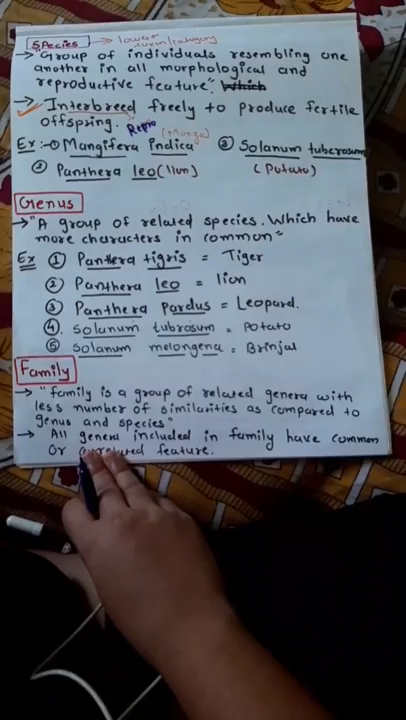 Species → lowest
taxon/category
→ "Group of individuals resembling one
another in all morphological and
reproductive feature". Which
→ Interbreed freely to produce fertile
offspring. Repro
(Mango)
Ex :- ① Mangifera indica ③ Solanum tuberosum
② Panthera leo (lion) (Potato)
Genus
→ "A group of related species. Which have
more characters in common"
Ex ① Panthera tigris = Tiger
② Panthera leo = lion
③ Panthera pardus = Leopard.
④. Solanum tubrosum = Potato
⑤ Solanum melongena = Brinjal
Family
→ "family is a group of related genera with
less number of similarities as compared to
genus and species"
→ All genera included in family have common
or correlated feature.